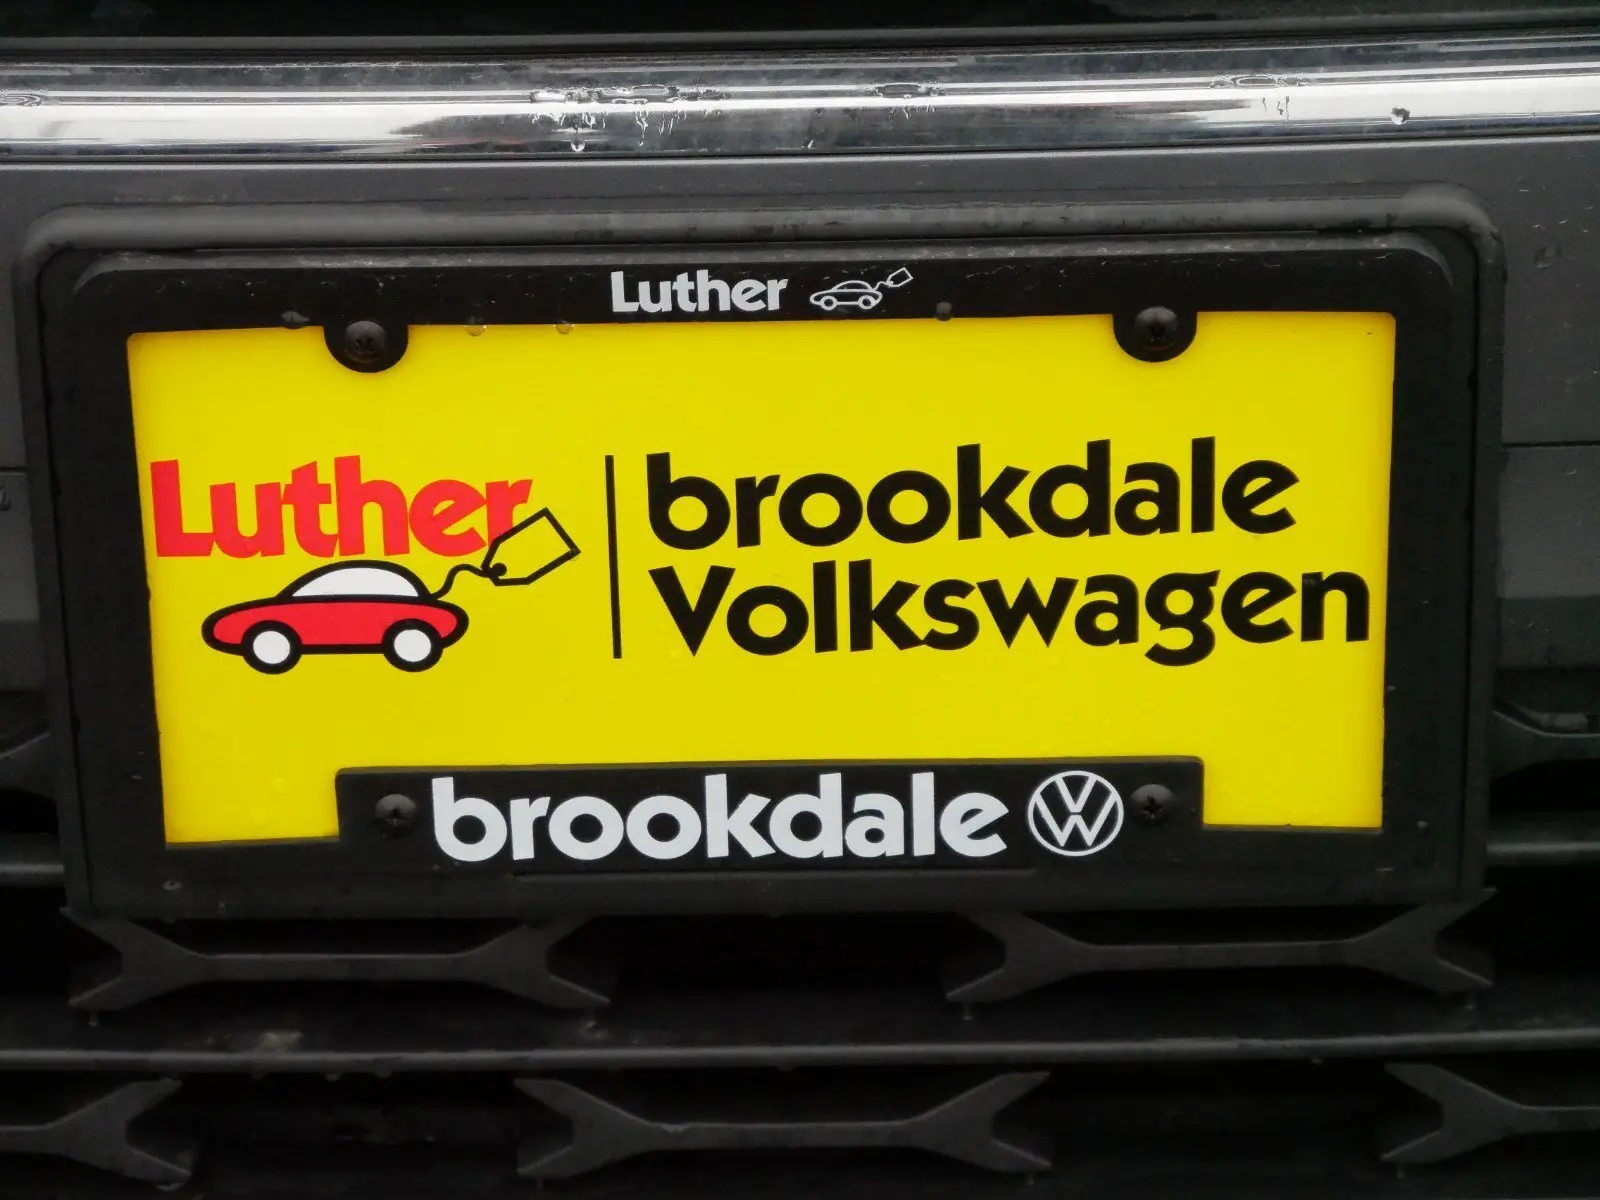 Luther
Luther
brookdale
Volkswagen
brookdale